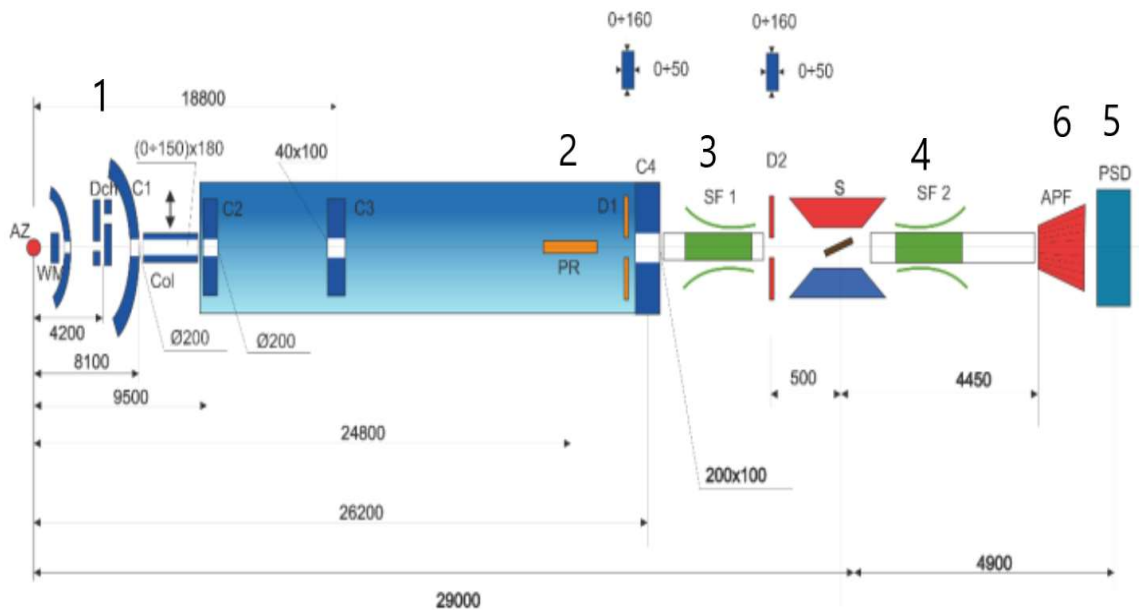 0÷160
0÷160
0÷50
0÷50
1
18800
(0÷150)x180
40x100
2
3
4
6
5
C4
D2
PSD
Dch
C1
SF 1
S
SF 2
APF
AZ
C2
C3
D1
WM
Col
PR
4200
Ø200
Ø200
8100
9500
500
4450
24800
200x100
26200
4900
29000